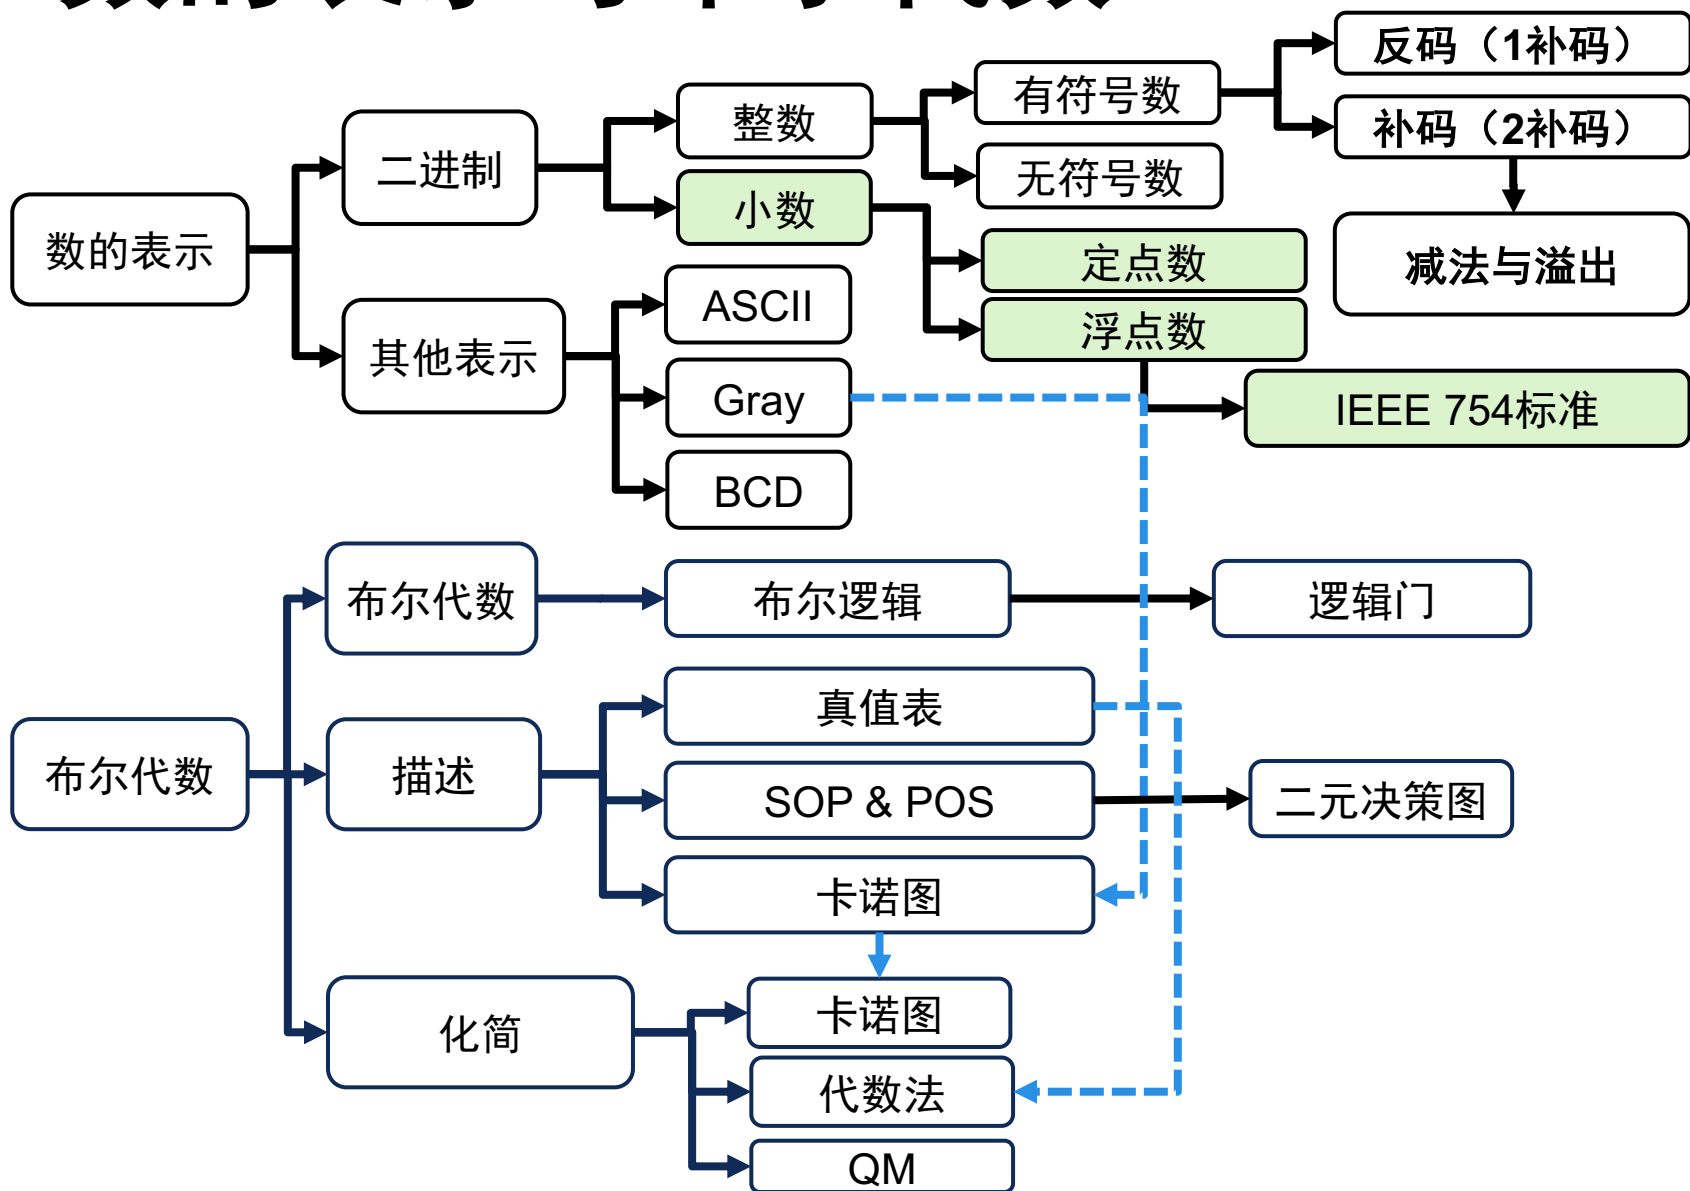 反码（1补码）
有符号数
整数
补码（2补码）
二进制
无符号数
小数
数的表示
定点数
减法与溢出
ASCII
浮点数
其他表示
Gray
IEEE 754标准
BCD
布尔代数
布尔逻辑
逻辑门
真值表
布尔代数
描述
SOP & POS
二元决策图
卡诺图
卡诺图
化简
代数法
QM